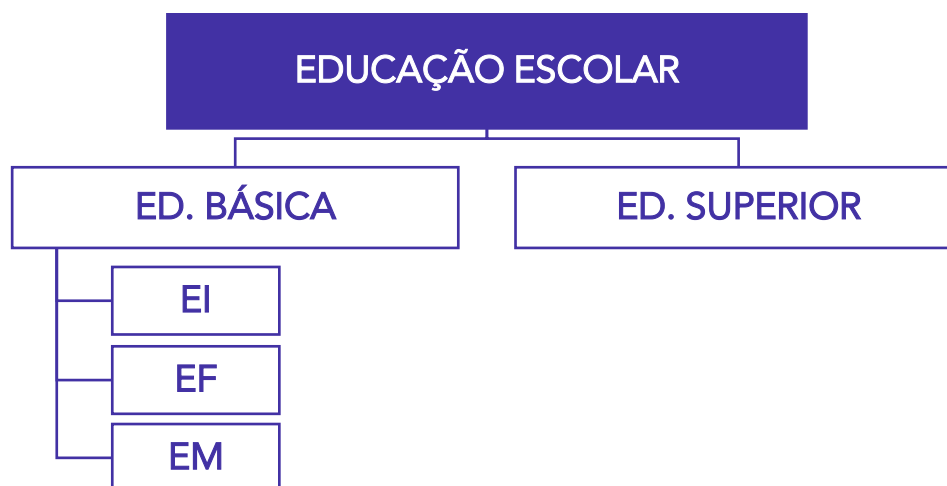 EDUCAÇÃO ESCOLAR
ED. BÁSICA
ED. SUPERIOR
EI
EF
EM